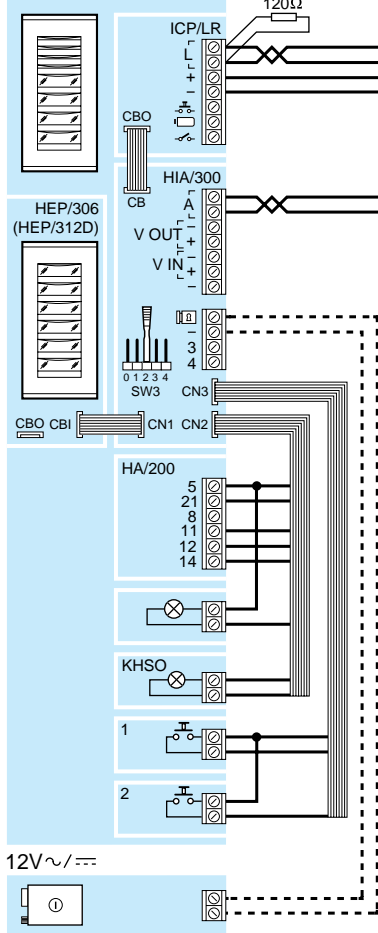 120Ω
ICP/LR
L
+
−
CBO
CB
HIA/300
A
V OUT
−
+
V IN
−
+
−
HEP/306
(HEP/312D)
−
3
4
0 1 2 3 4
SW3
CN3
CBO CBI CN1 CN2
HA/200
5
21
8
11
12
14
KHSO
1
2
12V ∼/⎓